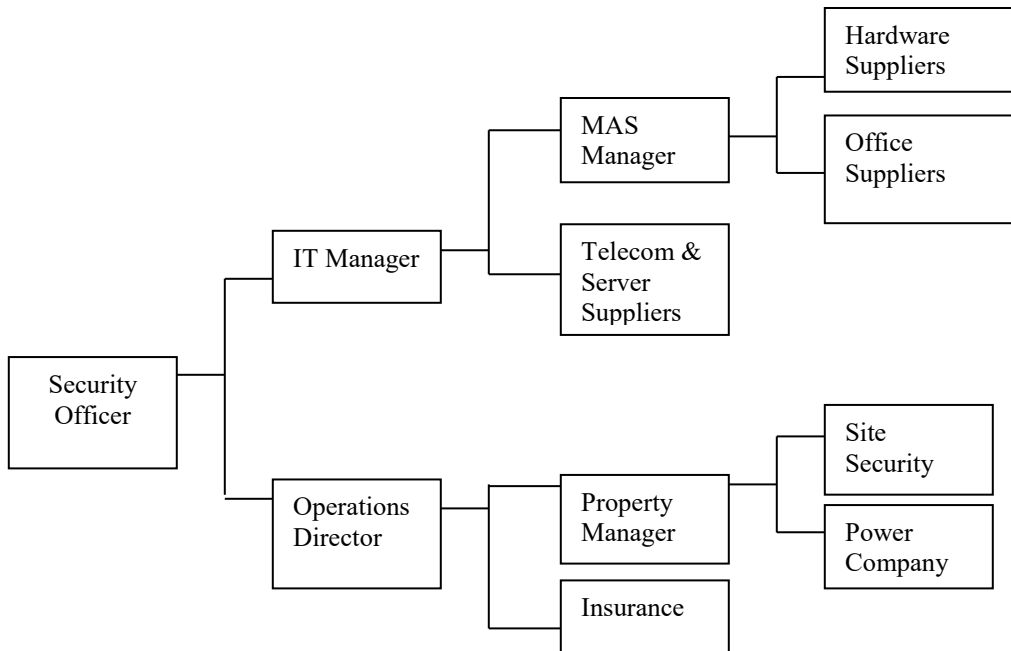 Hardware
Suppliers
MAS
Manager
Office
Suppliers
IT Manager
Telecom &
Server
Suppliers
Security
Officer
Operations
Director
Property
Manager
Site
Security
Power
Company
Insurance